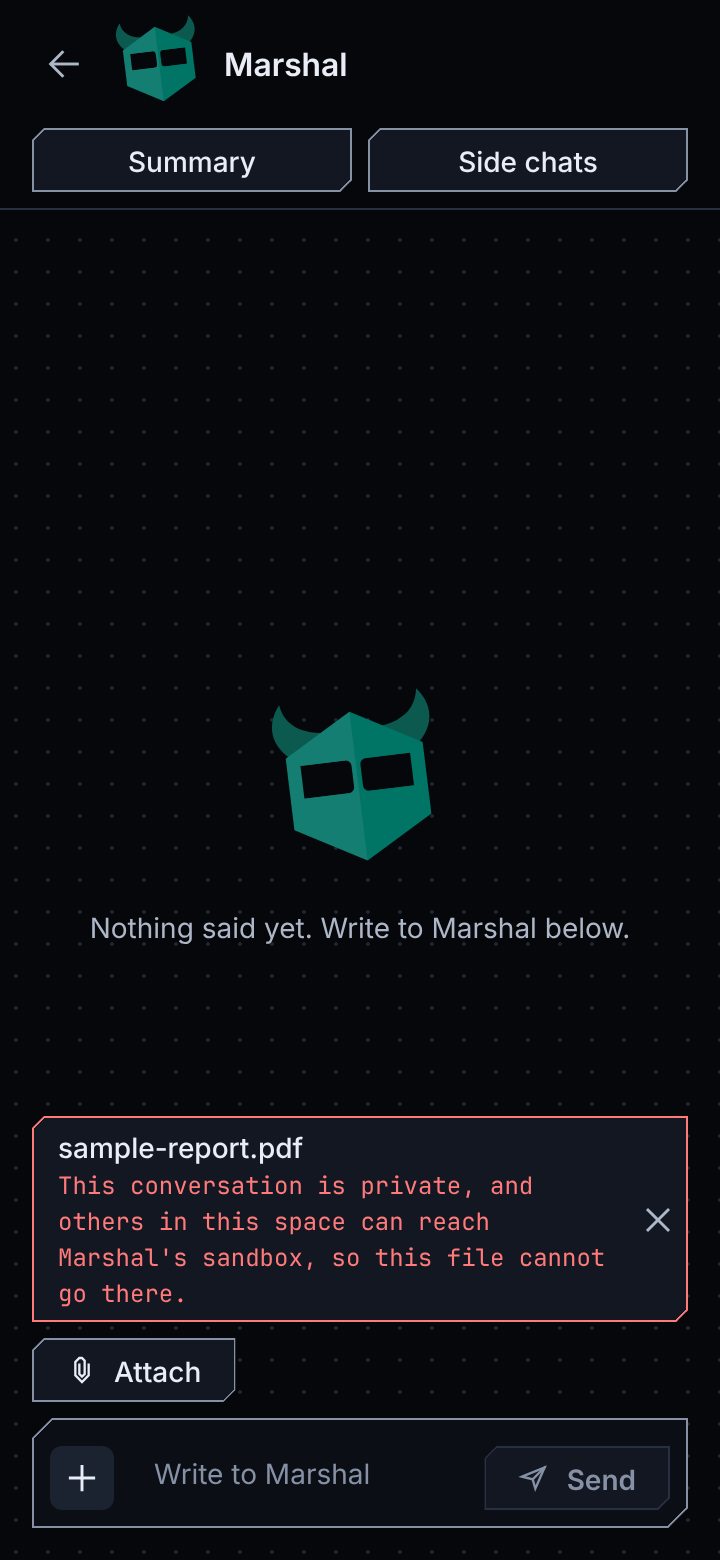 Marshal
Summary
Side chats
Nothing said yet. Write to Marshal below.
sample-report.pdf
This conversation is private, and
others in this space can reach
Marshal's sandbox, so this file cannot
go there.
Attach
Write to Marshal
Send